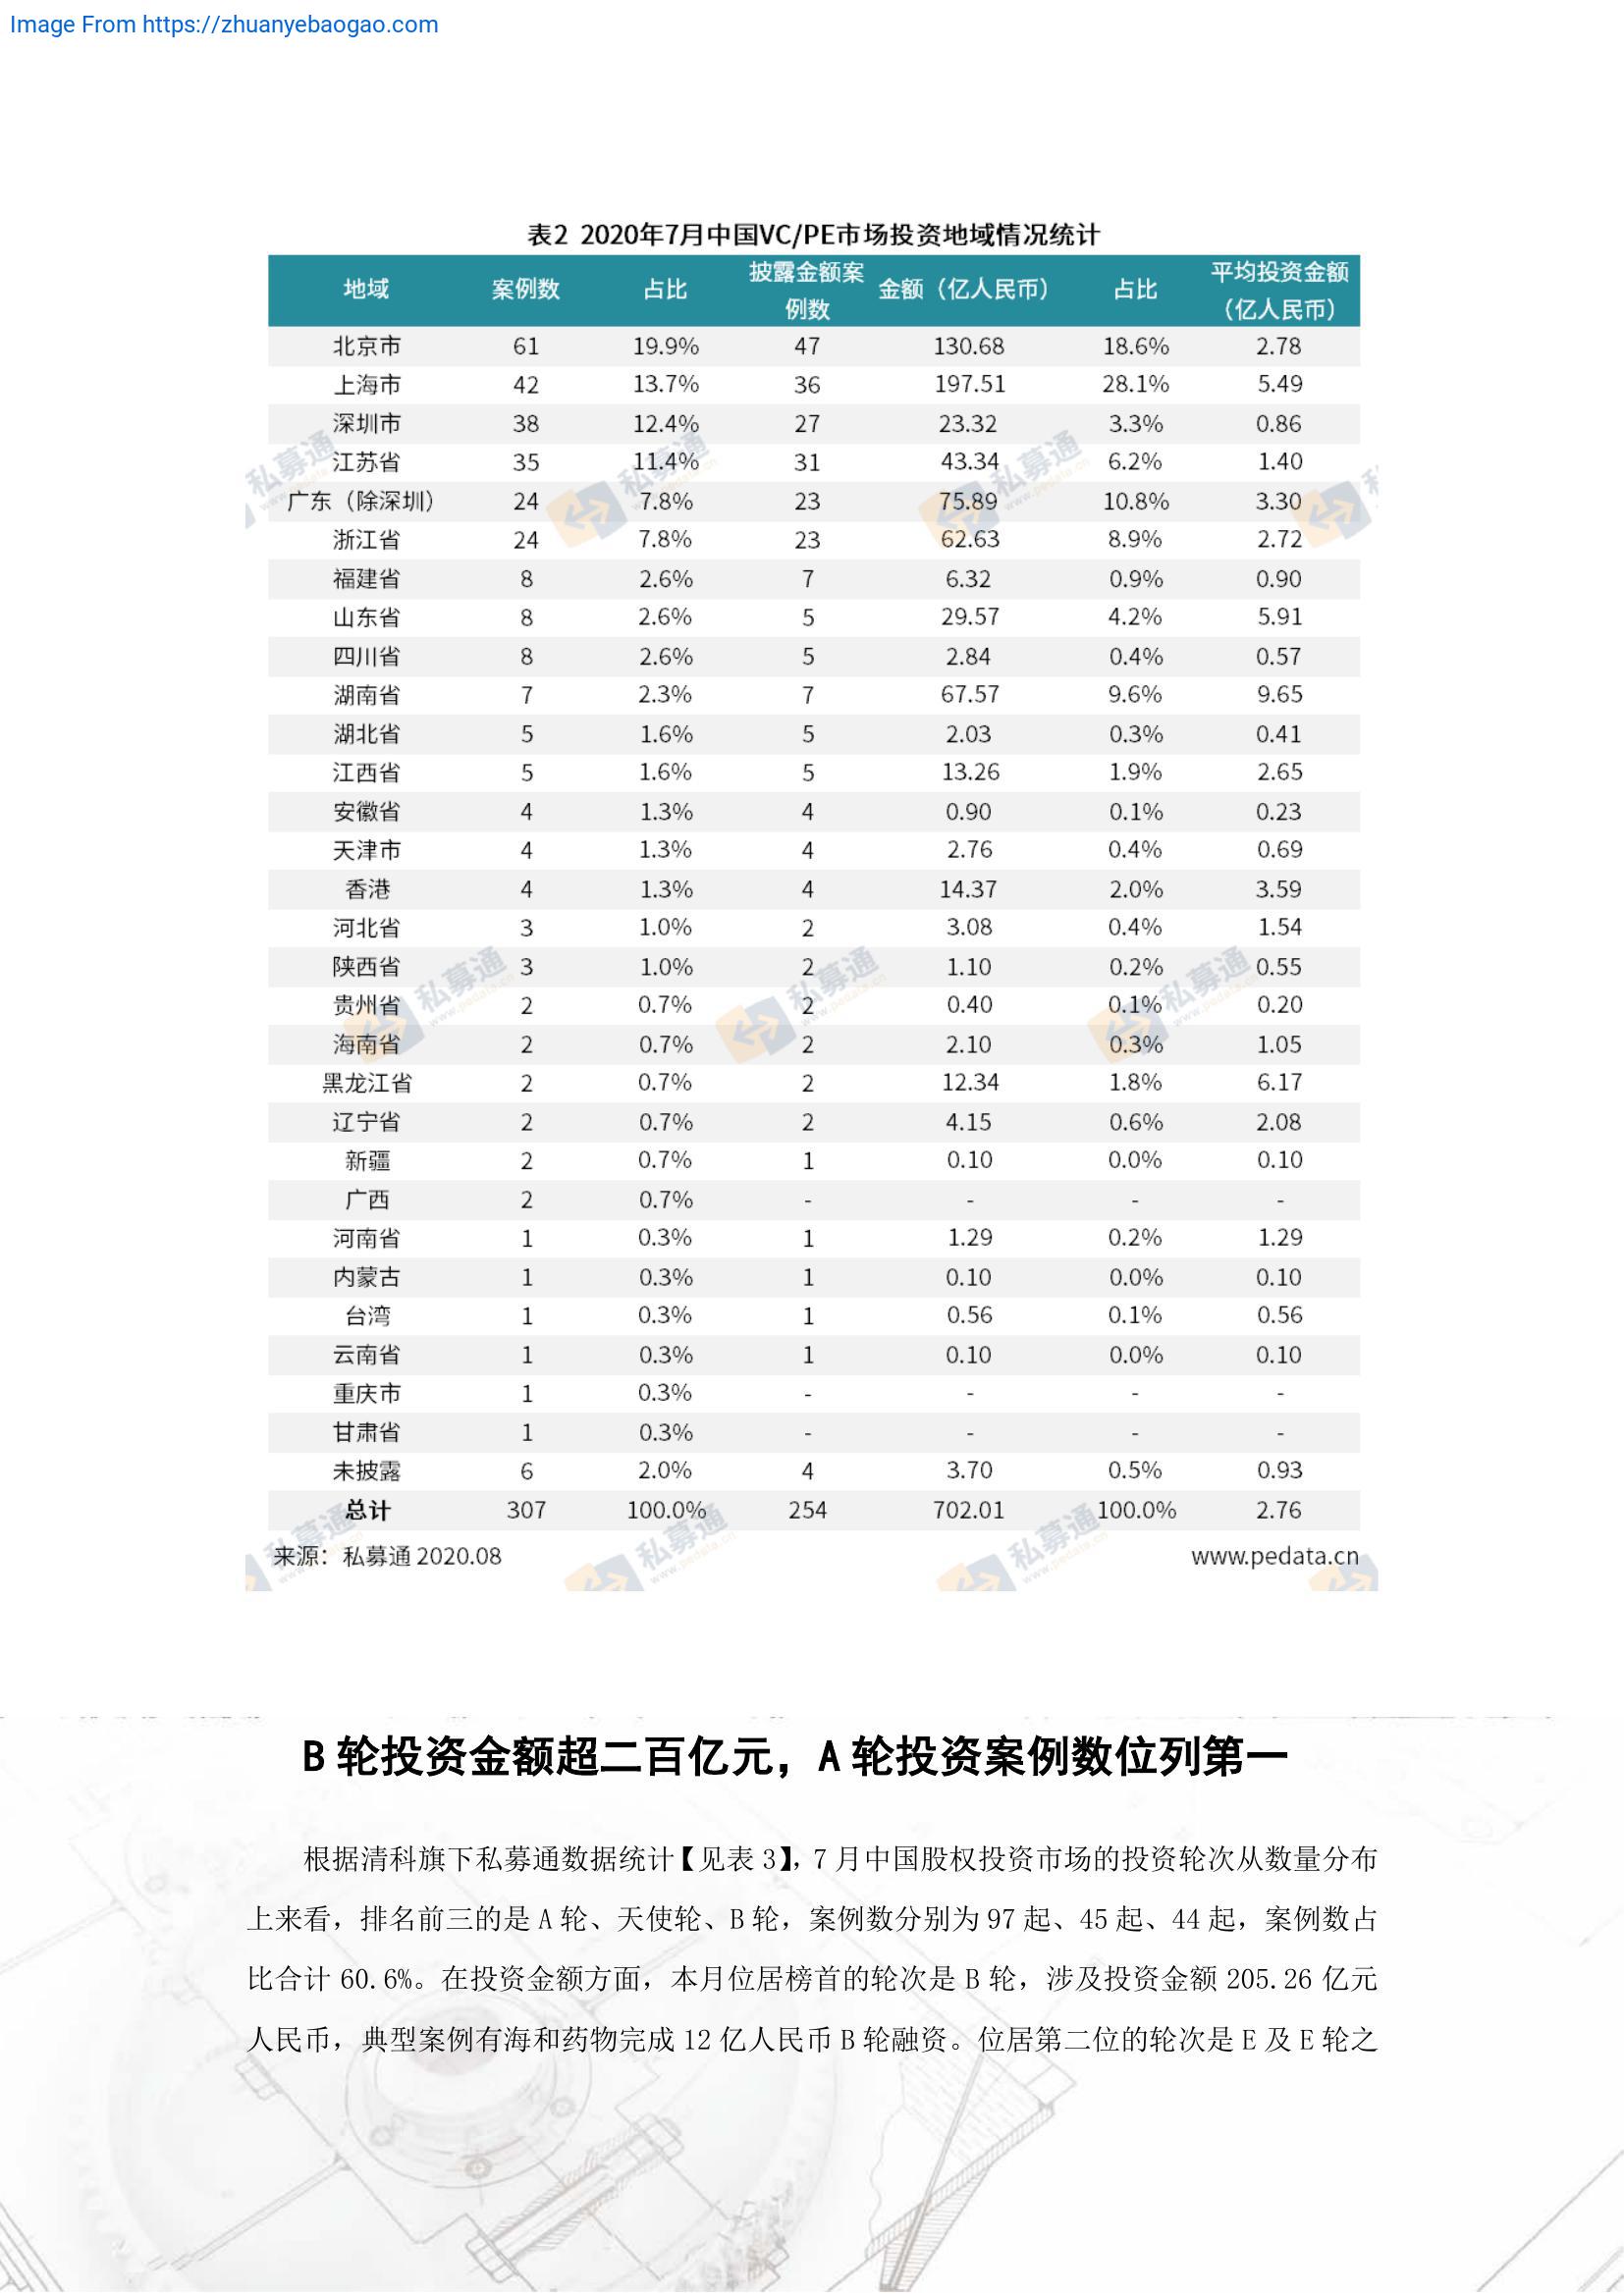 Image From https://zhuanyebaogao.com
表2 2020年7月中国VC/PE市场投资地域情况统计
地域 案例数 占比 披露金额案例数 金额（亿人民币） 占比 平均投资金额（亿人民币）
北京市 61 19.9% 47 130.68 18.6% 2.78
上海市 42 13.7% 36 197.51 28.1% 5.49
深圳市 38 12.4% 27 23.32 3.3% 0.86
江苏省 35 11.4% 31 43.34 6.2% 1.40
广东（除深圳） 24 7.8% 23 75.89 10.8% 3.30
浙江省 24 7.8% 23 62.63 8.9% 2.72
福建省 8 2.6% 7 6.32 0.9% 0.90
山东省 8 2.6% 5 29.57 4.2% 5.91
四川省 8 2.6% 5 2.84 0.4% 0.57
湖南省 7 2.3% 7 67.57 9.6% 9.65
湖北省 5 1.6% 5 2.03 0.3% 0.41
江西省 5 1.6% 5 13.26 1.9% 2.65
安徽省 4 1.3% 4 0.90 0.1% 0.23
天津市 4 1.3% 4 2.76 0.4% 0.69
香港 4 1.3% 4 14.37 2.0% 3.59
河北省 3 1.0% 2 3.08 0.4% 1.54
陕西省 3 1.0% 2 1.10 0.2% 0.55
贵州省 2 0.7% 2 0.40 0.1% 0.20
海南省 2 0.7% 2 2.10 0.3% 1.05
黑龙江省 2 0.7% 2 12.34 1.8% 6.17
辽宁省 2 0.7% 2 4.15 0.6% 2.08
新疆 2 0.7% 1 0.10 0.0% 0.10
广西 2 0.7% - - - -
河南省 1 0.3% 1 1.29 0.2% 1.29
内蒙古 1 0.3% 1 0.10 0.0% 0.10
台湾 1 0.3% 1 0.56 0.1% 0.56
云南省 1 0.3% 1 0.10 0.0% 0.10
重庆市 1 0.3% - - - -
甘肃省 1 0.3% - - - -
未披露 6 2.0% 4 3.70 0.5% 0.93
总计 307 100.0% 254 702.01 100.0% 2.76
来源：私募通 2020.08 www.pedata.cn
B 轮投资金额超二百亿元，A 轮投资案例数位列第一
根据清科旗下私募通数据统计【见表 3】，7 月中国股权投资市场的投资轮次从数量分布
上来看，排名前三的是 A 轮、天使轮、B 轮，案例数分别为 97 起、45 起、44 起，案例数占
比合计 60.6%。在投资金额方面，本月位居榜首的轮次是 B 轮，涉及投资金额 205.26 亿元
人民币，典型案例有海和药物完成 12 亿人民币 B 轮融资。位居第二位的轮次是 E 及 E 轮之